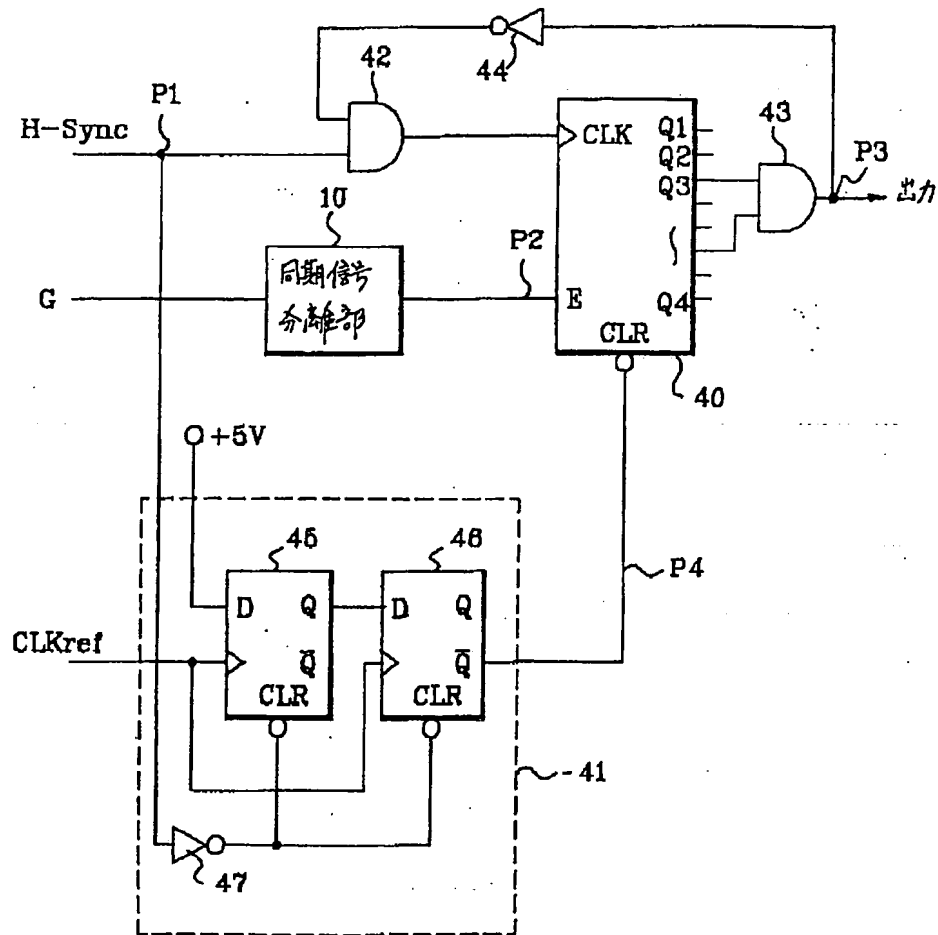 42
44
43
P1
H-Sync
CLK
Q1
Q2
Q3
P3
出力
10
P2
同期信号
分離部
G
E
Q4
CLR
40
+5V
45
46
P4
D
Q
D
Q
CLKref
Q̅
Q̅
CLR
CLR
41
47